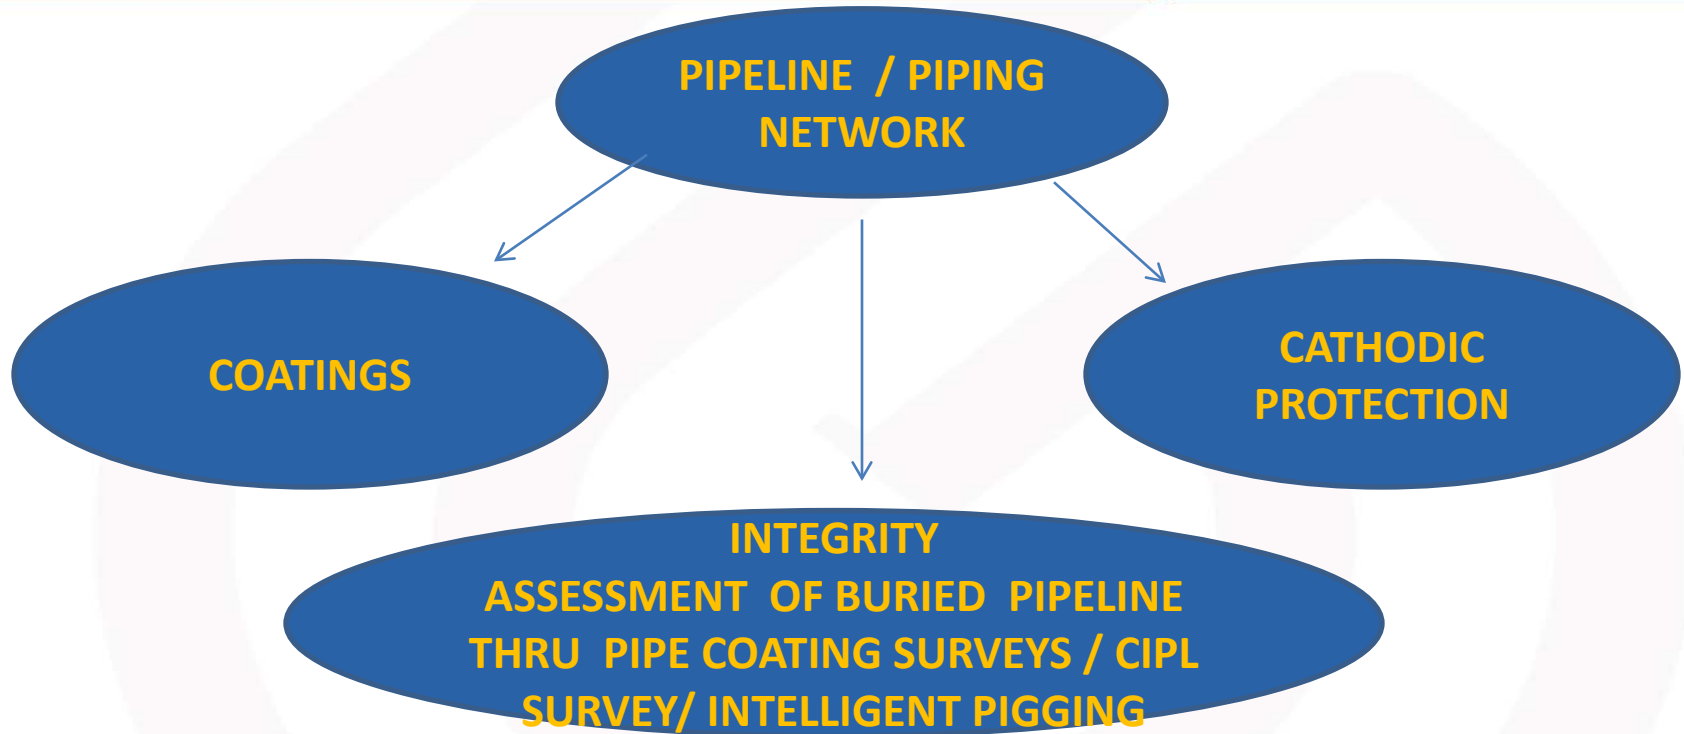 PIPELINE / PIPING
NETWORK
COATINGS
CATHODIC
PROTECTION
INTEGRITY
ASSESSMENT OF BURIED PIPELINE
THRU PIPE COATING SURVEYS / CIPL
SURVEY/ INTELLIGENT PIGGING